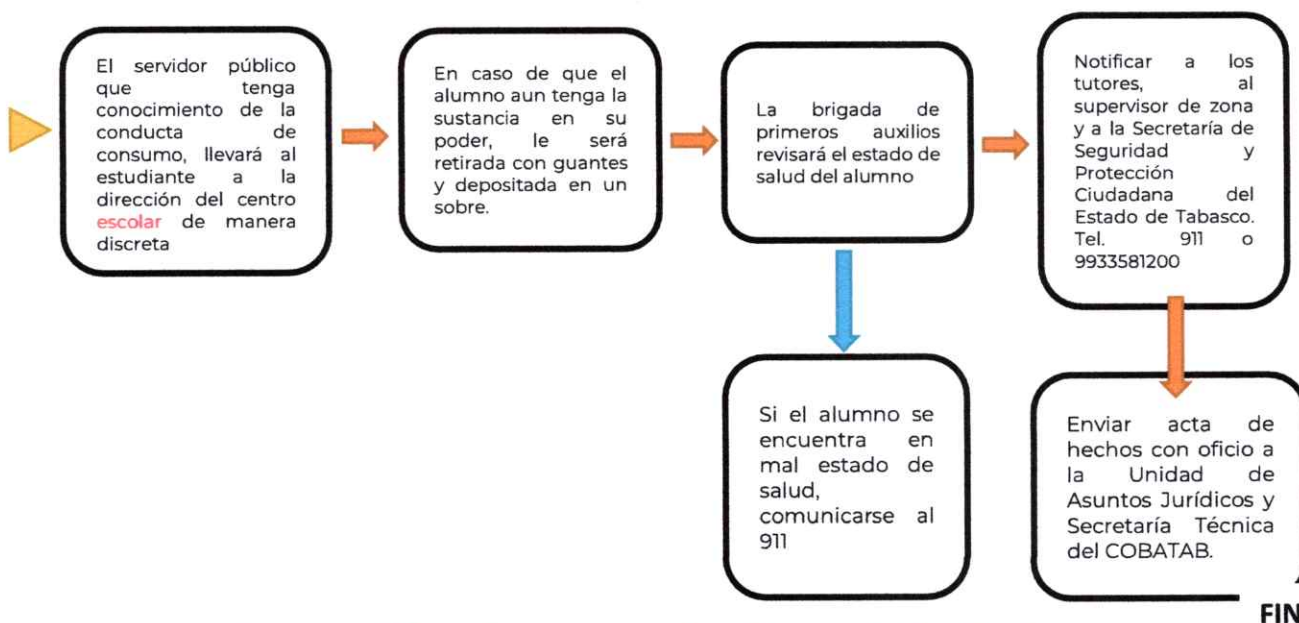 El servidor público
que tenga
conocimiento de la
conducta de
consumo, llevará al
estudiante a la
dirección del centro
escolar de manera
discreta
En caso de que el
alumno aun tenga la
sustancia en su
poder, le será
retirada con guantes
y depositada en un
sobre.
La brigada de
primeros auxilios
revisará el estado de
salud del alumno
Notificar a los
tutores, al
supervisor de zona
y a la Secretaría de
Seguridad y
Protección
Ciudadana del
Estado de Tabasco.
Tel. 911 o
9933581200
Si el alumno se
encuentra en
mal estado de
salud,
comunicarse al
911
Enviar acta de
hechos con oficio a
la Unidad de
Asuntos Jurídicos y
Secretaría Técnica
del COBATAB.
FIN